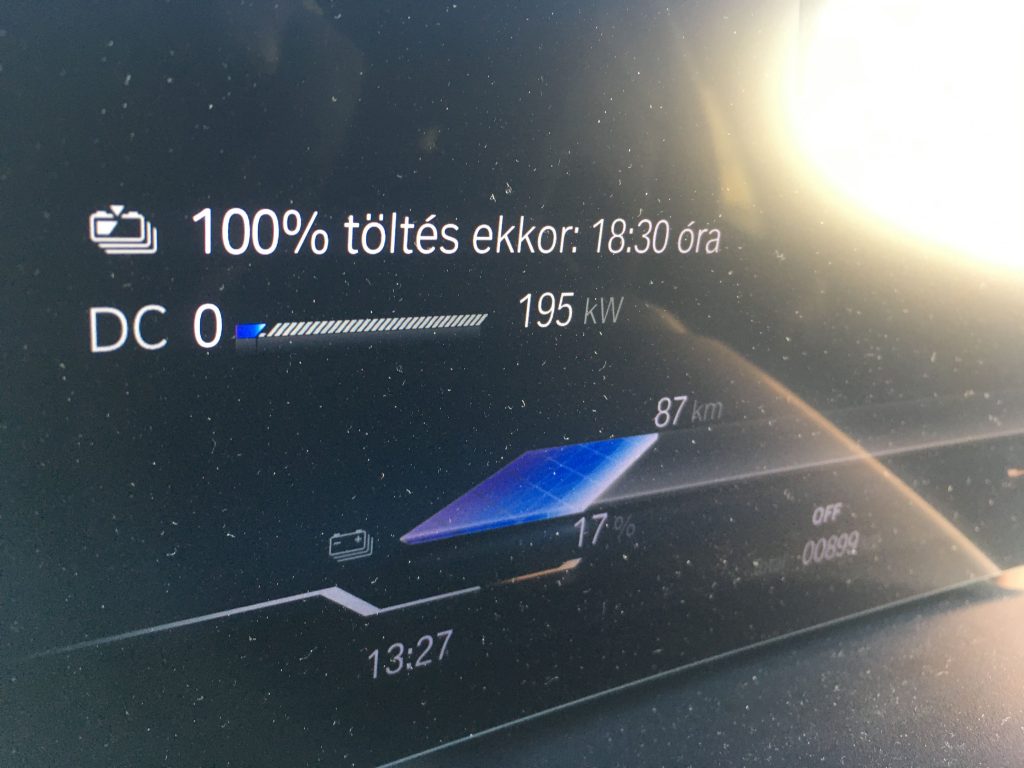 100% töltés ekkor: 18:30 óra
DC 0 195 kW
87 km
17 %
OFF
00899
13:27